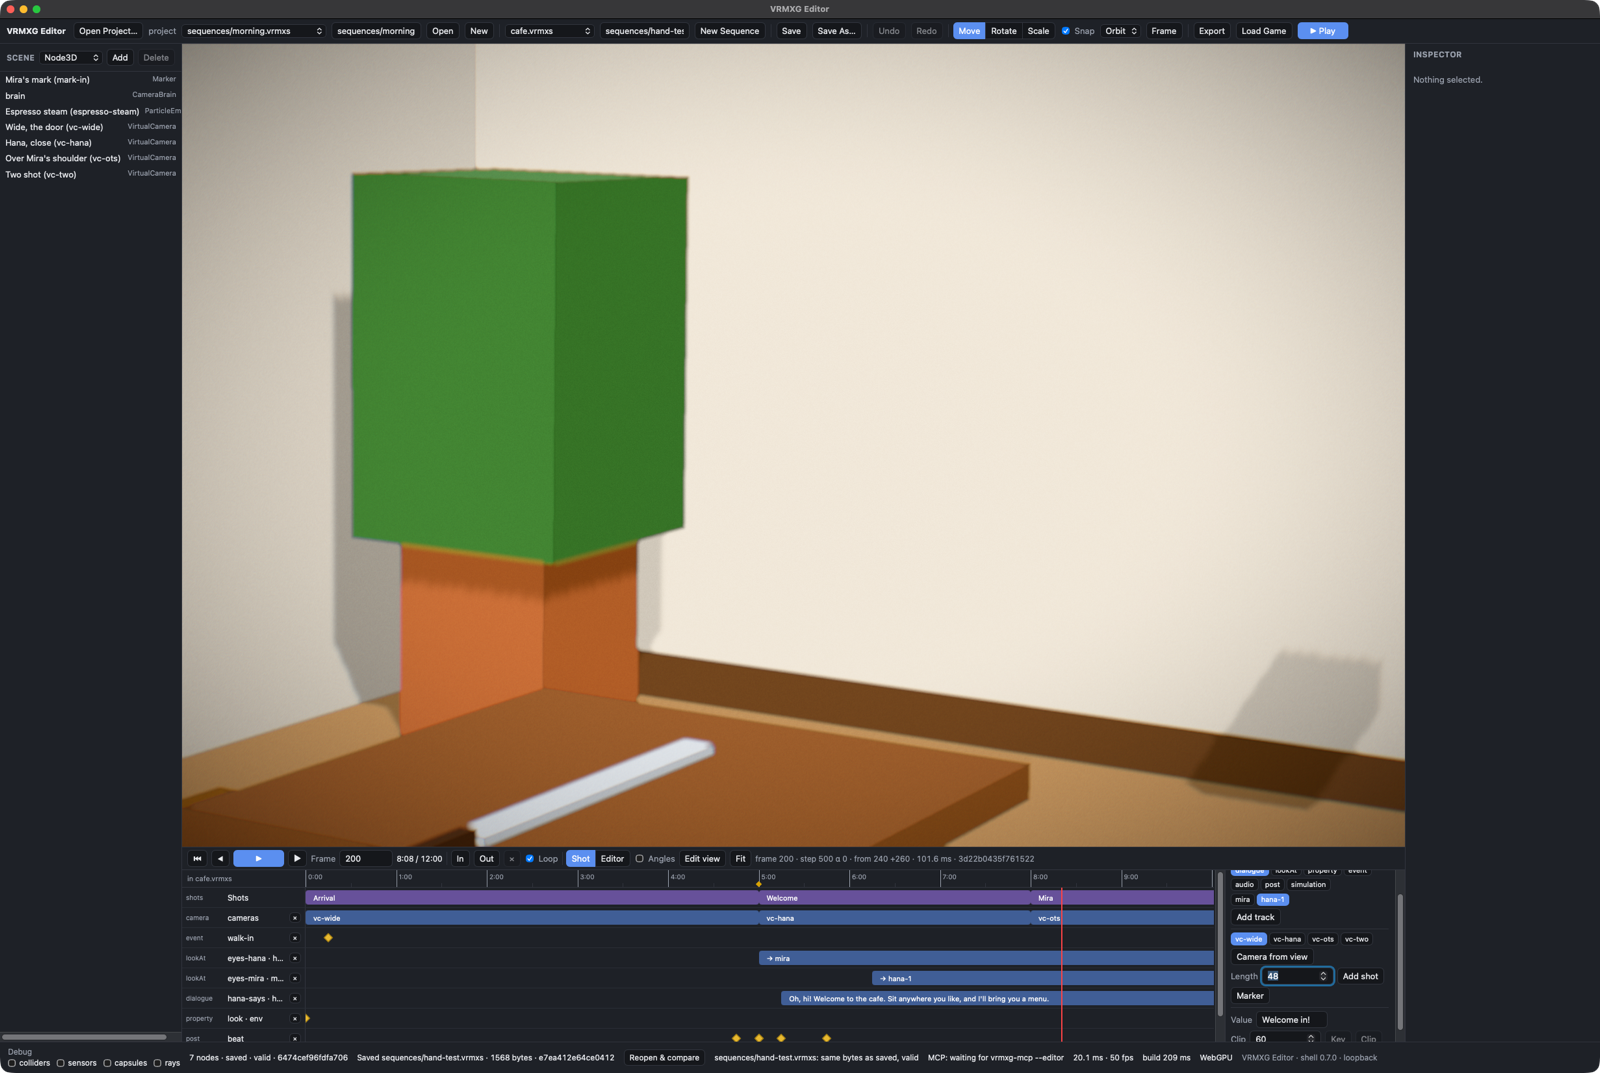 VRMXG Editor
VRMXG Editor Open Project... project sequences/morning.vrmxs sequences/morning Open New cafe.vrmxs sequences/hand-tes New Sequence Save Save As... Undo Redo Move Rotate Scale Snap Orbit Frame Export Load Game Play
SCENE Node3D Add Delete
INSPECTOR
Nothing selected.
Mira's mark (mark-in) Marker
brain CameraBrain
Espresso steam (espresso-steam) ParticleEm
Wide, the door (vc-wide) VirtualCamera
Hana, close (vc-hana) VirtualCamera
Over Mira's shoulder (vc-ots) VirtualCamera
Two shot (vc-two) VirtualCamera
Frame 200 8:08 / 12:00 In Out × Loop Shot Editor Angles Edit view Fit frame 200 · step 500 α 0 · from 240 +260 · 101.6 ms · 3d22b0435f761522
in cafe.vrmxs 0:00 1:00 2:00 3:00 4:00 5:00 6:00 7:00 8:00 9:00
shots Shots Arrival Welcome Mira
camera cameras × vc-wide vc-hana vc-ots
event walk-in ×
lookAt eyes-hana · h... × → mira
lookAt eyes-mira · m... × → hana-1
dialogue hana-says · h... × Oh, hi! Welcome to the cafe. Sit anywhere you like, and I'll bring you a menu.
property look · env ×
post beat ×
dialogue lookAt property event
audio post simulation
mira hana-1
Add track
vc-wide vc-hana vc-ots vc-two
Camera from view
Length 48 Add shot
Marker
Value Welcome in!
Clip 60 Key Clip
Debug
colliders sensors capsules rays
7 nodes · saved · valid · 6474cef96fdfa706 Saved sequences/hand-test.vrmxs · 1568 bytes · e7ea412e64ce0412 Reopen & compare sequences/hand-test.vrmxs: same bytes as saved, valid MCP: waiting for vrmxg-mcp --editor 20.1 ms · 50 fps build 209 ms WebGPU VRMXG Editor · shell 0.7.0 · loopback